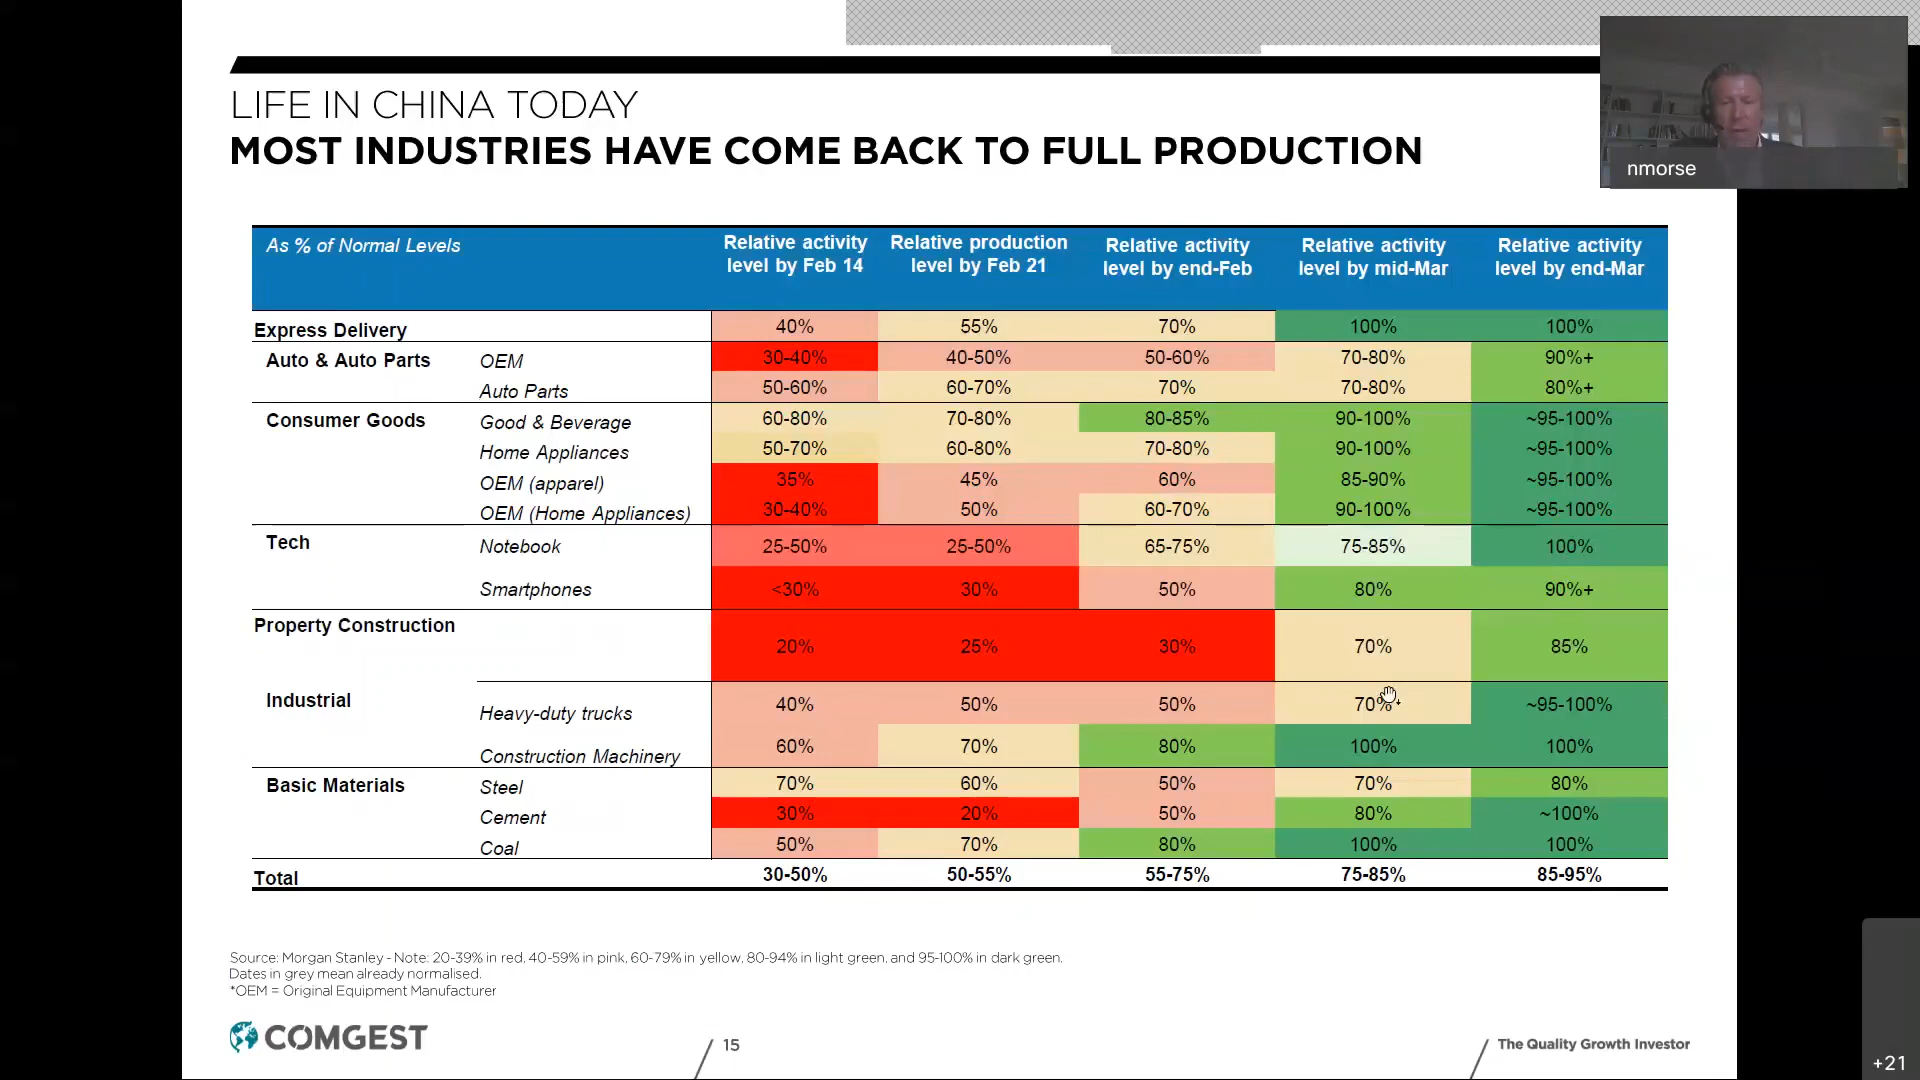 LIFE IN CHINA TODAY
MOST INDUSTRIES HAVE COME BACK TO FULL PRODUCTION
nmorse
As % of Normal Levels
Relative activity level by Feb 14
Relative production level by Feb 21
Relative activity level by end-Feb
Relative activity level by mid-Mar
Relative activity level by end-Mar
Express Delivery 40% 55% 70% 100% 100%
Auto & Auto Parts OEM 30-40% 40-50% 50-60% 70-80% 90%+
Auto Parts 50-60% 60-70% 70% 70-80% 80%+
Consumer Goods Good & Beverage 60-80% 70-80% 80-85% 90-100% ~95-100%
Home Appliances 50-70% 60-80% 70-80% 90-100% ~95-100%
OEM (apparel) 35% 45% 60% 85-90% ~95-100%
OEM (Home Appliances) 30-40% 50% 60-70% 90-100% ~95-100%
Tech Notebook 25-50% 25-50% 65-75% 75-85% 100%
Smartphones <30% 30% 50% 80% 90%+
Property Construction 20% 25% 30% 70% 85%
Industrial Heavy-duty trucks 40% 50% 50% 70% ~95-100%
Construction Machinery 60% 70% 80% 100% 100%
Basic Materials Steel 70% 60% 50% 70% 80%
Cement 30% 20% 50% 80% ~100%
Coal 50% 70% 80% 100% 100%
Total 30-50% 50-55% 55-75% 75-85% 85-95%
Source: Morgan Stanley - Note: 20-39% in red, 40-59% in pink, 60-79% in yellow, 80-94% in light green, and 95-100% in dark green.
Dates in grey mean already normalised.
*OEM = Original Equipment Manufacturer
COMGEST
15
The Quality Growth Investor
+21